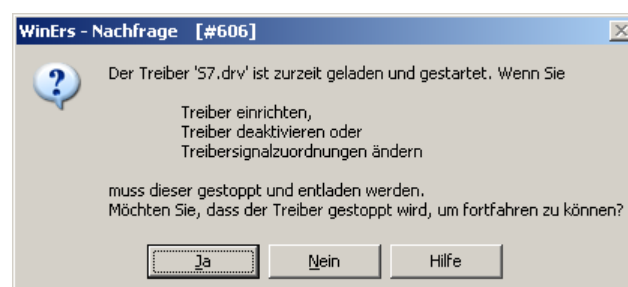 WinErs - Nachfrage [#606]
Der Treiber 'S7.drv' ist zurzeit geladen und gestartet. Wenn Sie
Treiber einrichten,
Treiber deaktivieren oder
Treibersignalzuordnungen ändern
muss dieser gestoppt und entladen werden.
Möchten Sie, dass der Treiber gestoppt wird, um fortfahren zu können?
Ja Nein Hilfe